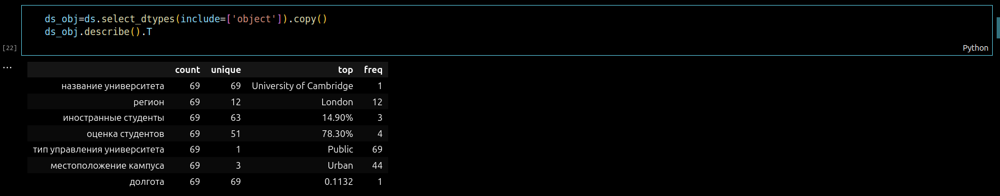 ds_obj=ds.select_dtypes(include=['object']).copy()
ds_obj.describe().T
[22]
Python
...
count unique top freq
название университета 69 69 University of Cambridge 1
регион 69 12 London 12
иностранные студенты 69 63 14.90% 3
оценка студентов 69 51 78.30% 4
тип управления университета 69 1 Public 69
местоположение кампуса 69 3 Urban 44
долгота 69 69 0.1132 1